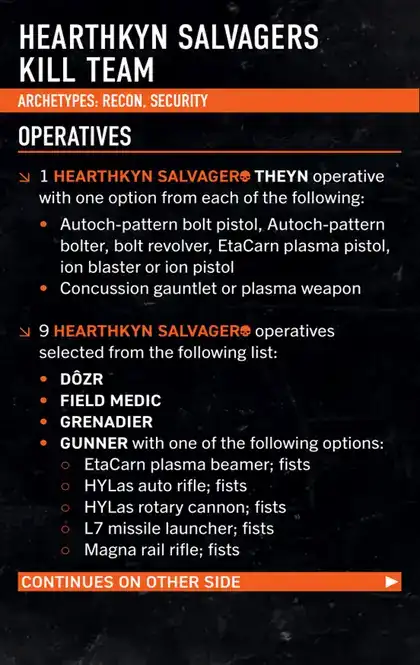 HEARTHKYN SALVAGERS
KILL TEAM
ARCHETYPES: RECON, SECURITY
OPERATIVES
↘ 1 HEARTHKYN SALVAGER THEYN operative
with one option from each of the following:
• Autoch-pattern bolt pistol, Autoch-pattern
bolter, bolt revolver, EtaCarn plasma pistol,
ion blaster or ion pistol
• Concussion gauntlet or plasma weapon
↘ 9 HEARTHKYN SALVAGER operatives
selected from the following list:
• DÔZR
• FIELD MEDIC
• GRENADIER
• GUNNER with one of the following options:
○ EtaCarn plasma beamer; fists
○ HYLas auto rifle; fists
○ HYLas rotary cannon; fists
○ L7 missile launcher; fists
○ Magna rail rifle; fists
CONTINUES ON OTHER SIDE ►